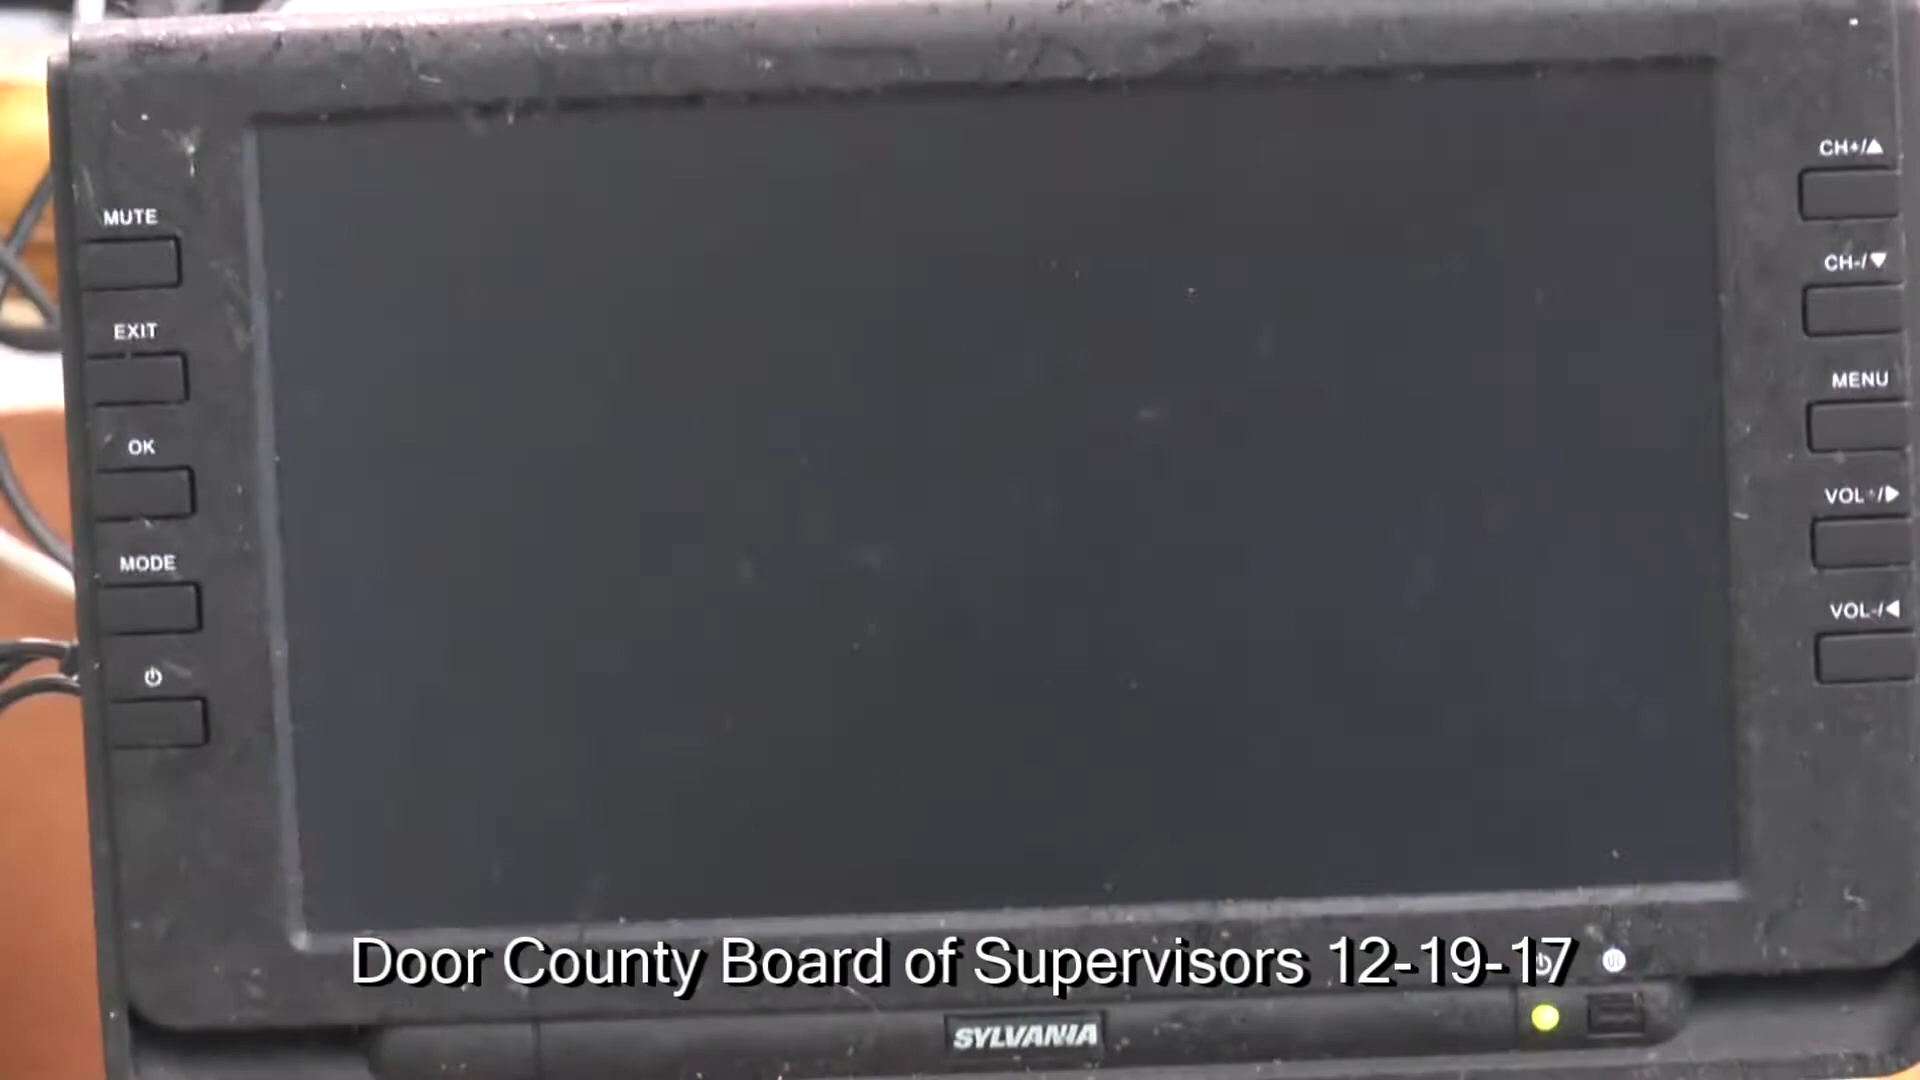 MUTE
EXIT
OK
MODE
CH+/▲
CH-/▼
MENU
VOL+/▶
VOL-/◀
Door County Board of Supervisors 12-19-17
SYLVANIA